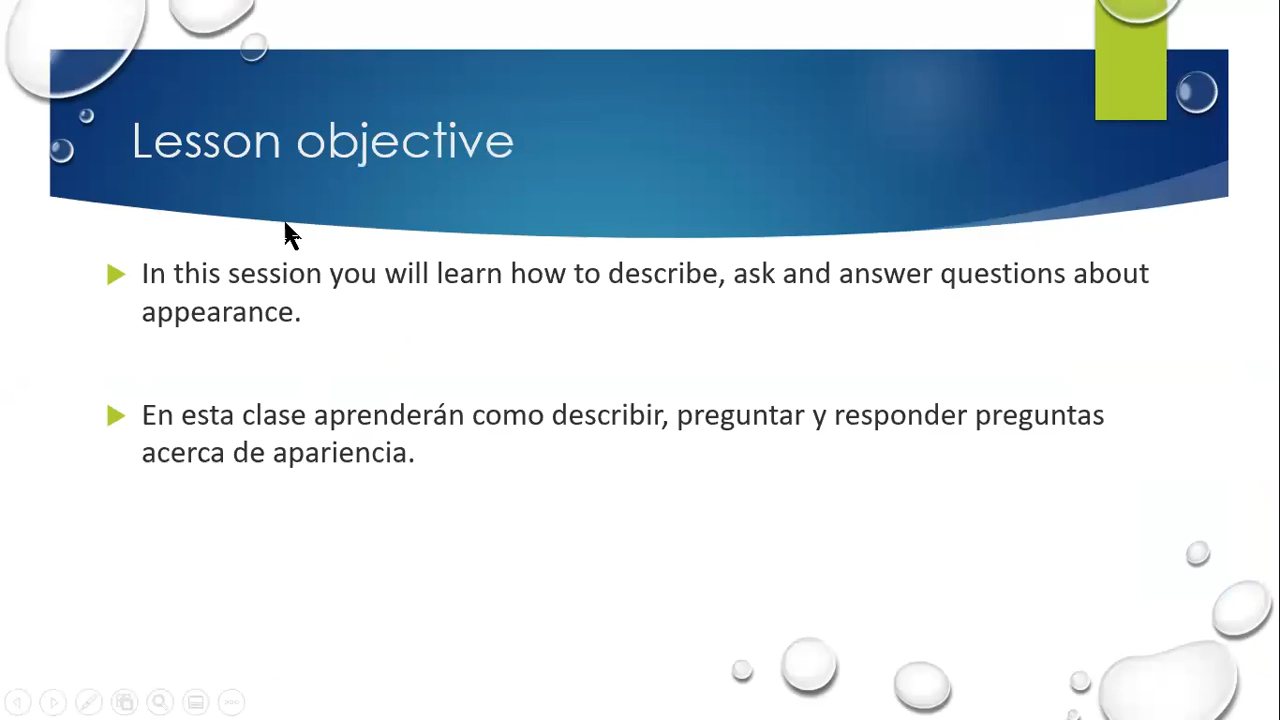 Lesson objective
In this session you will learn how to describe, ask and answer questions about
appearance.
En esta clase aprenderán como describir, preguntar y responder preguntas
acerca de apariencia.